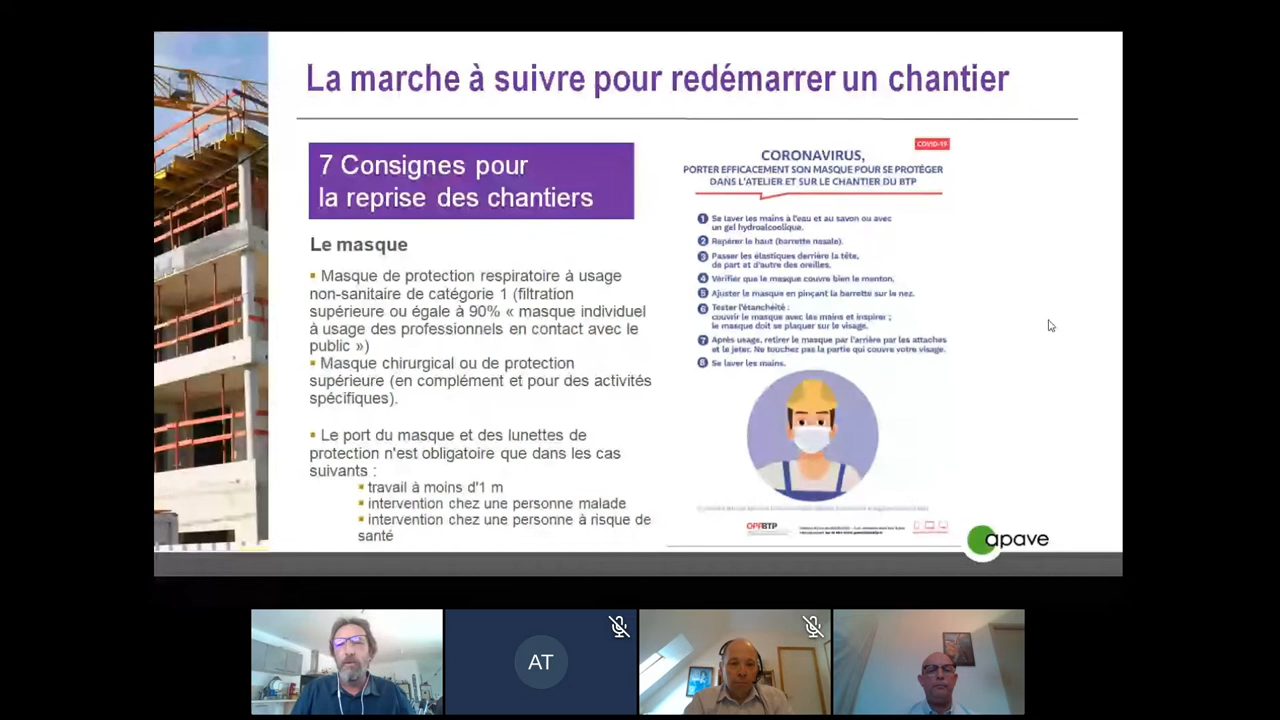 La marche à suivre pour redémarrer un chantier
7 Consignes pour
la reprise des chantiers
Le masque
Masque de protection respiratoire à usage
non-sanitaire de catégorie 1 (filtration
supérieure ou égale à 90% « masque individuel
à usage des professionnels en contact avec le
public »)
Masque chirurgical ou de protection
supérieure (en complément et pour des activités
spécifiques).
Le port du masque et des lunettes de
protection n'est obligatoire que dans les cas
suivants :
travail à moins d'1 m
intervention chez une personne malade
intervention chez une personne à risque de
santé
COVID-19
CORONAVIRUS,
PORTER EFFICACEMENT SON MASQUE POUR SE PROTÉGER
DANS L'ATELIER ET SUR LE CHANTIER DU BTP
1 Se laver les mains à l'eau et au savon ou avec
un gel hydroalcoolique.
2 Repérer le haut (barrette nasale).
3 Passer les élastiques derrière la tête,
de part et d'autre des oreilles.
4 Vérifier que le masque couvre bien le menton.
5 Ajuster le masque en pinçant la barrette sur le nez.
6 Tester l'étanchéité :
couvrir le masque avec les mains et inspirer ;
le masque doit se plaquer sur le visage.
7 Après usage, retirer le masque par l'arrière par les attaches
et le jeter. Ne touchez pas la partie qui couvre votre visage.
8 Se laver les mains.
OPPBTP
apave
AT